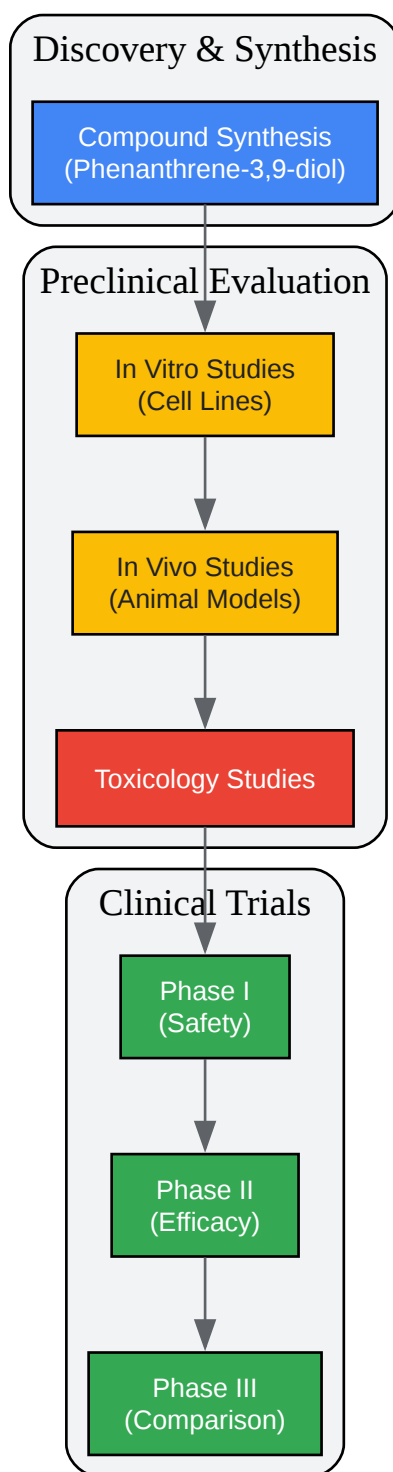 Discovery & Synthesis
Compound Synthesis
(Phenanthrene-3,9-diol)
Preclinical Evaluation
In Vitro Studies
(Cell Lines)
In Vivo Studies
(Animal Models)
Toxicology Studies
Clinical Trials
Phase I
(Safety)
Phase II
(Efficacy)
Phase III
(Comparison)